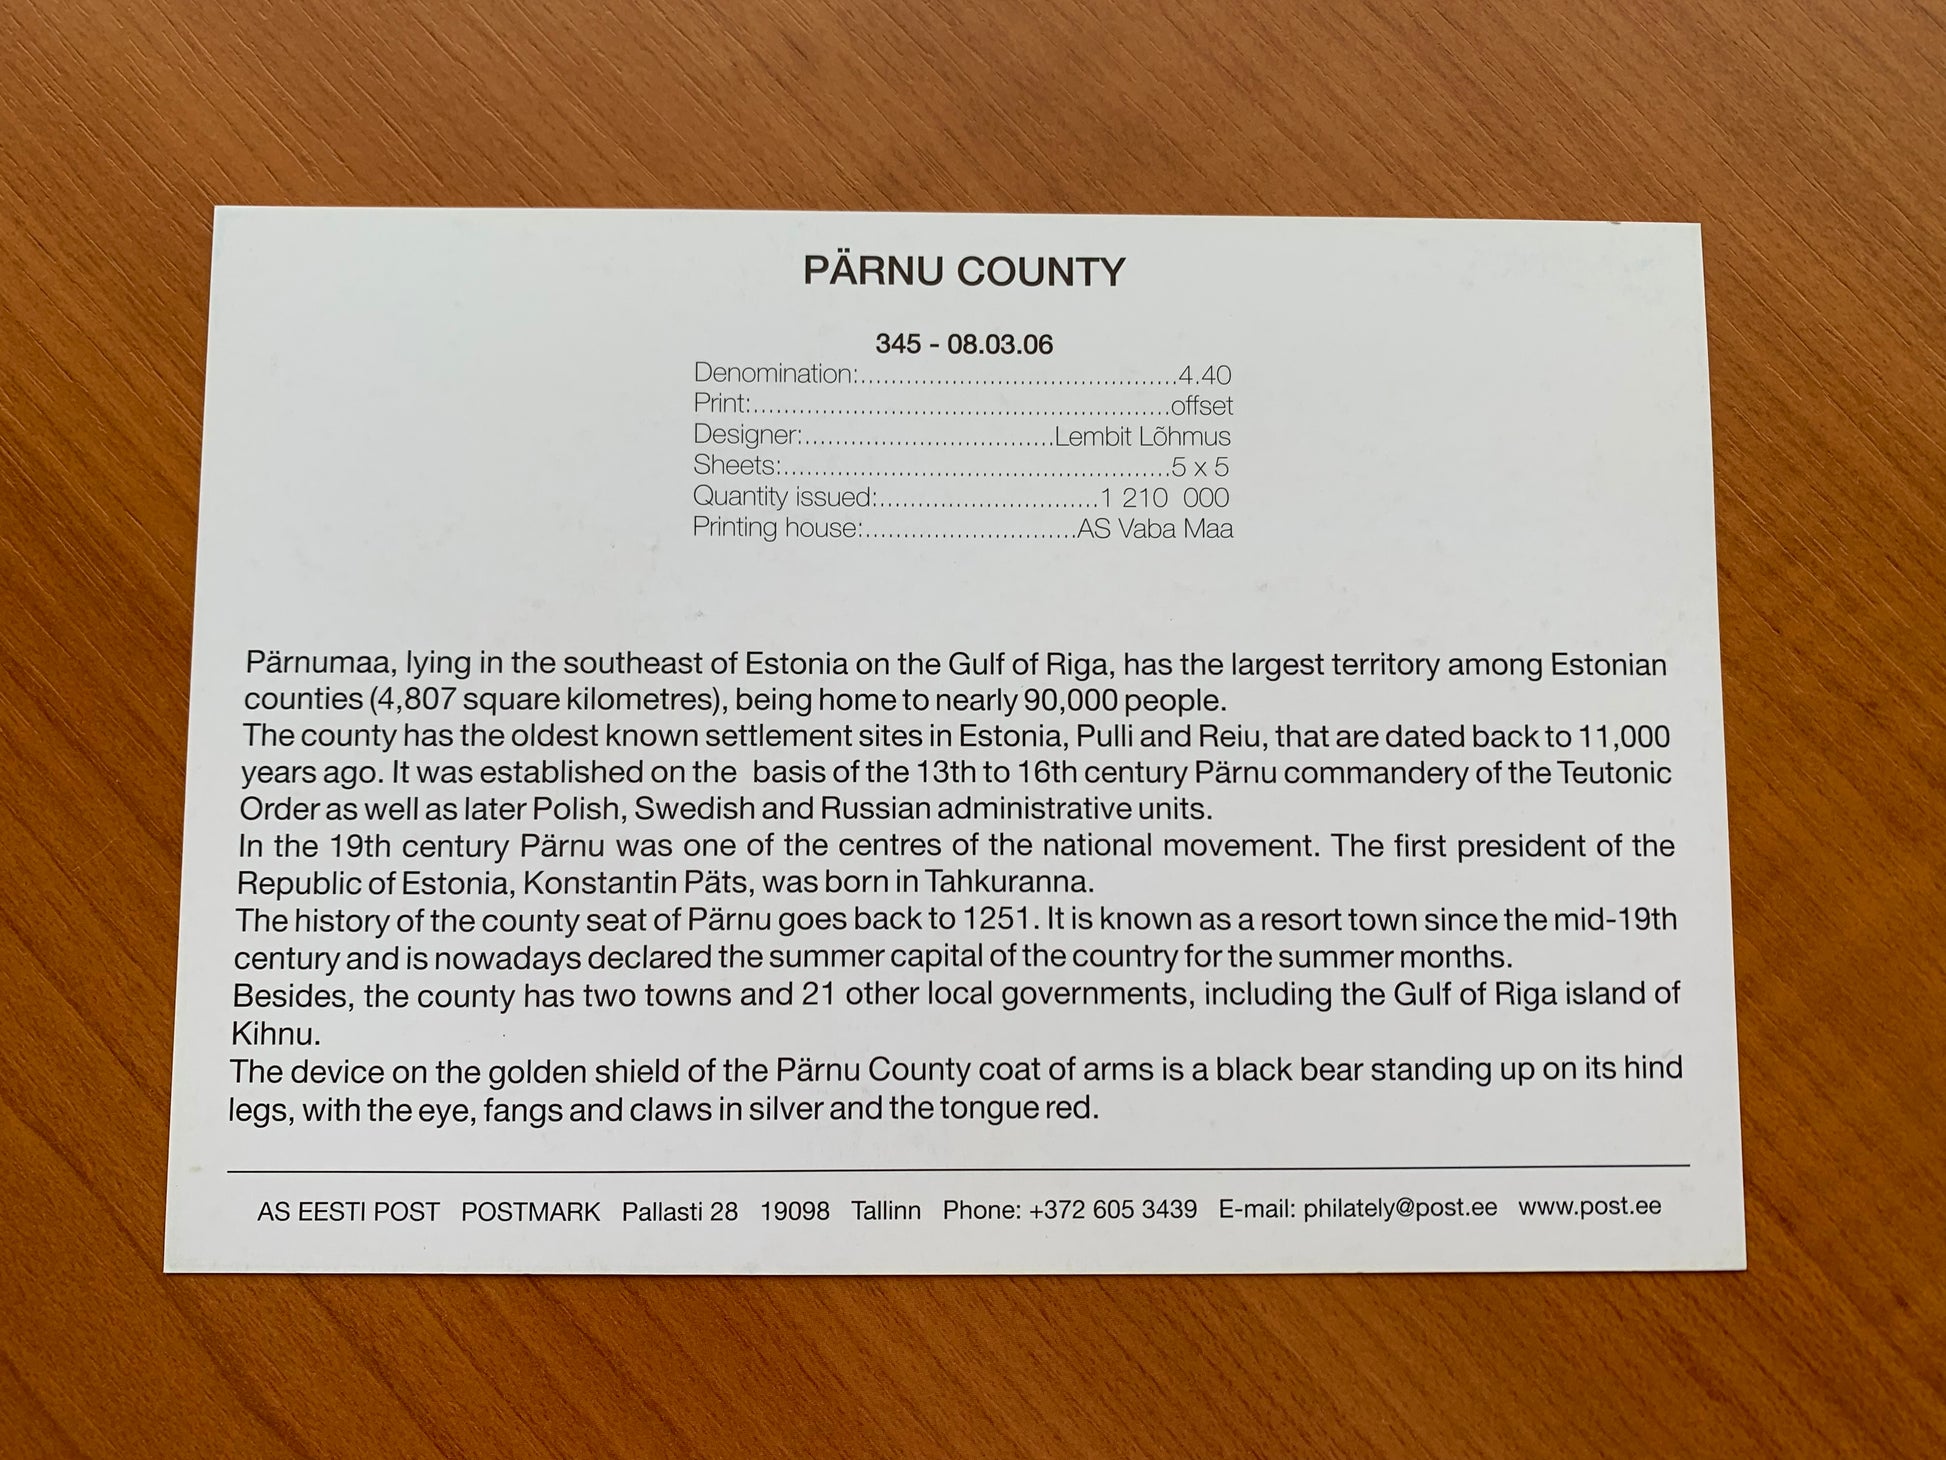 PÄRNU COUNTY
345 - 08.03.06
Denomination:........................................4.40
Print:.....................................................offset
Designer:................................Lembit Lõhmus
Sheets:.................................................5 x 5
Quantity issued:............................1 210 000
Printing house:...........................AS Vaba Maa
Pärnumaa, lying in the southeast of Estonia on the Gulf of Riga, has the largest territory among Estonian
counties (4,807 square kilometres), being home to nearly 90,000 people.
The county has the oldest known settlement sites in Estonia, Pulli and Reiu, that are dated back to 11,000
years ago. It was established on the basis of the 13th to 16th century Pärnu commandery of the Teutonic
Order as well as later Polish, Swedish and Russian administrative units.
In the 19th century Pärnu was one of the centres of the national movement. The first president of the
Republic of Estonia, Konstantin Päts, was born in Tahkuranna.
The history of the county seat of Pärnu goes back to 1251. It is known as a resort town since the mid-19th
century and is nowadays declared the summer capital of the country for the summer months.
Besides, the county has two towns and 21 other local governments, including the Gulf of Riga island of
Kihnu.
The device on the golden shield of the Pärnu County coat of arms is a black bear standing up on its hind
legs, with the eye, fangs and claws in silver and the tongue red.
AS EESTI POST POSTMARK Pallasti 28 19098 Tallinn Phone: +372 605 3439 E-mail: philately@post.ee www.post.ee